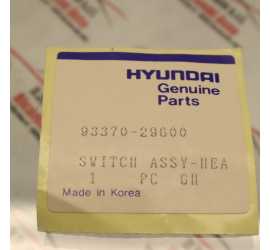 HYUNDAI
Genuine
Parts
93370-29600
SWITCH ASSY-HEA
1 PC GH
Made in Korea